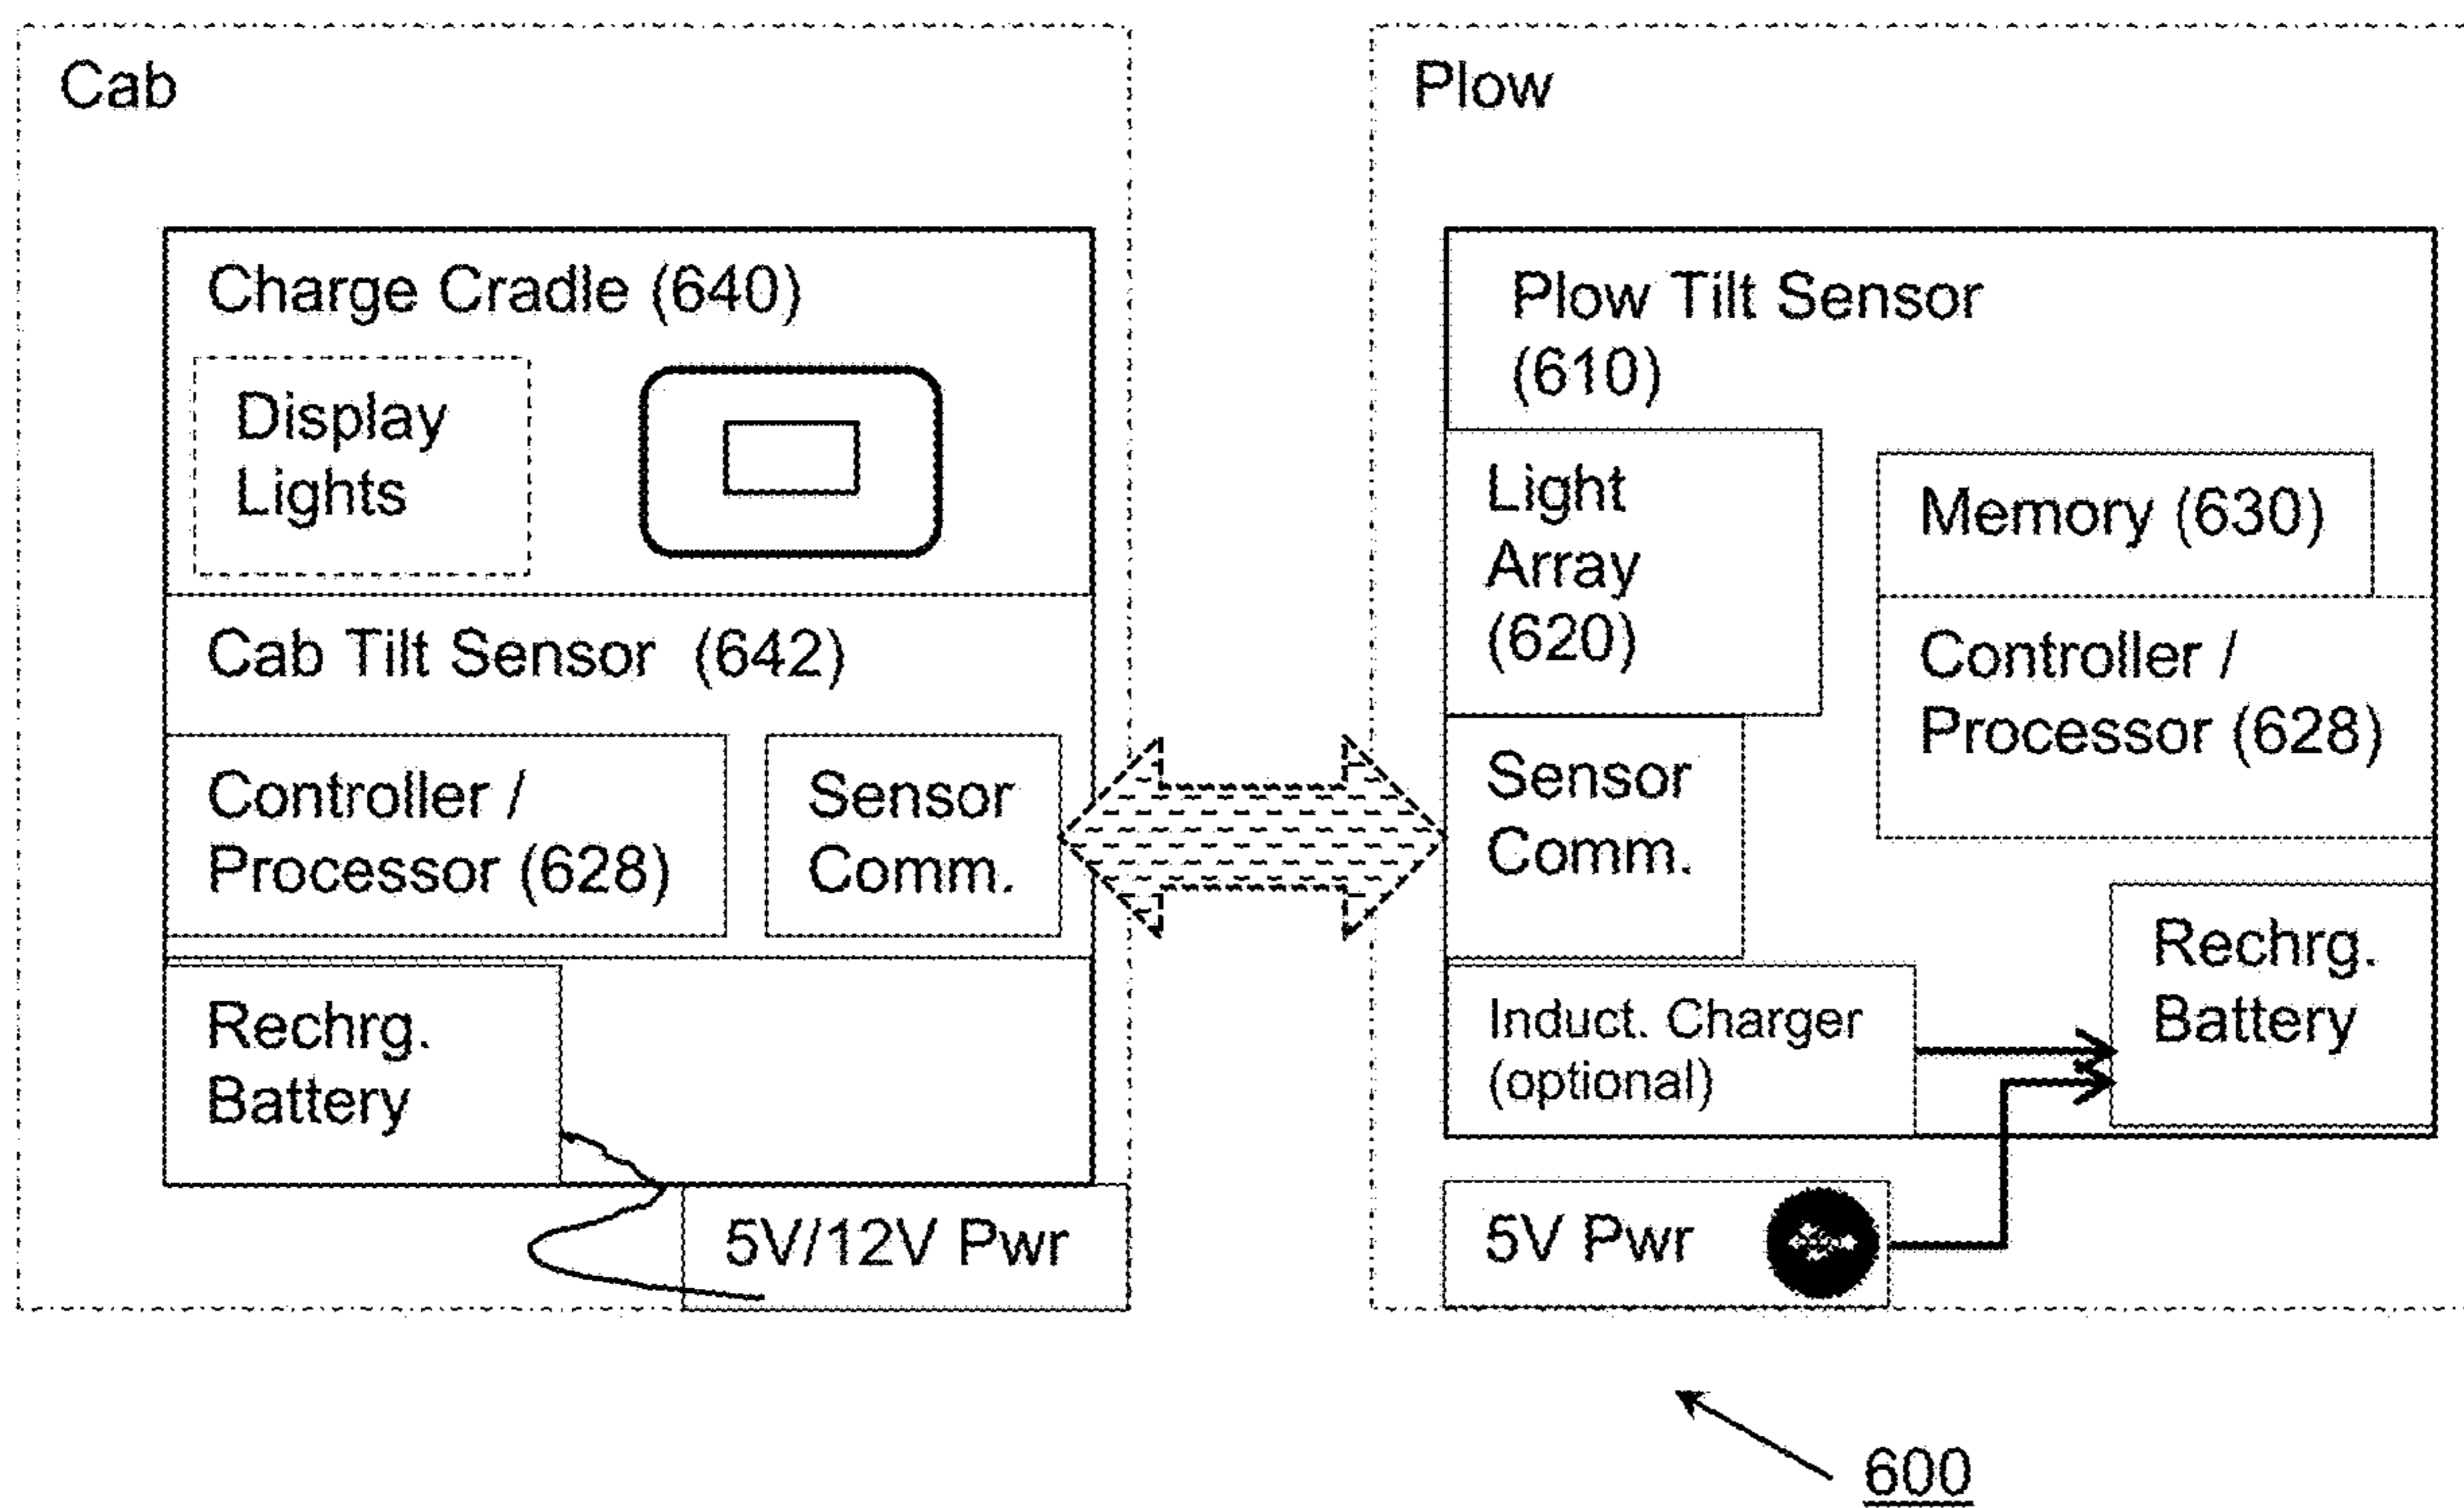 Cab
Charge Cradle (640)
Display
Lights
Cab Tilt Sensor (642)
Controller /
Processor (628)
Sensor
Comm.
Rechrg.
Battery
5V/12V Pwr
Plow
Plow Tilt Sensor
(610)
Light
Array
(620)
Memory (630)
Controller /
Processor (628)
Sensor
Comm.
Rechrg.
Battery
Induct. Charger
(optional)
5V Pwr
600